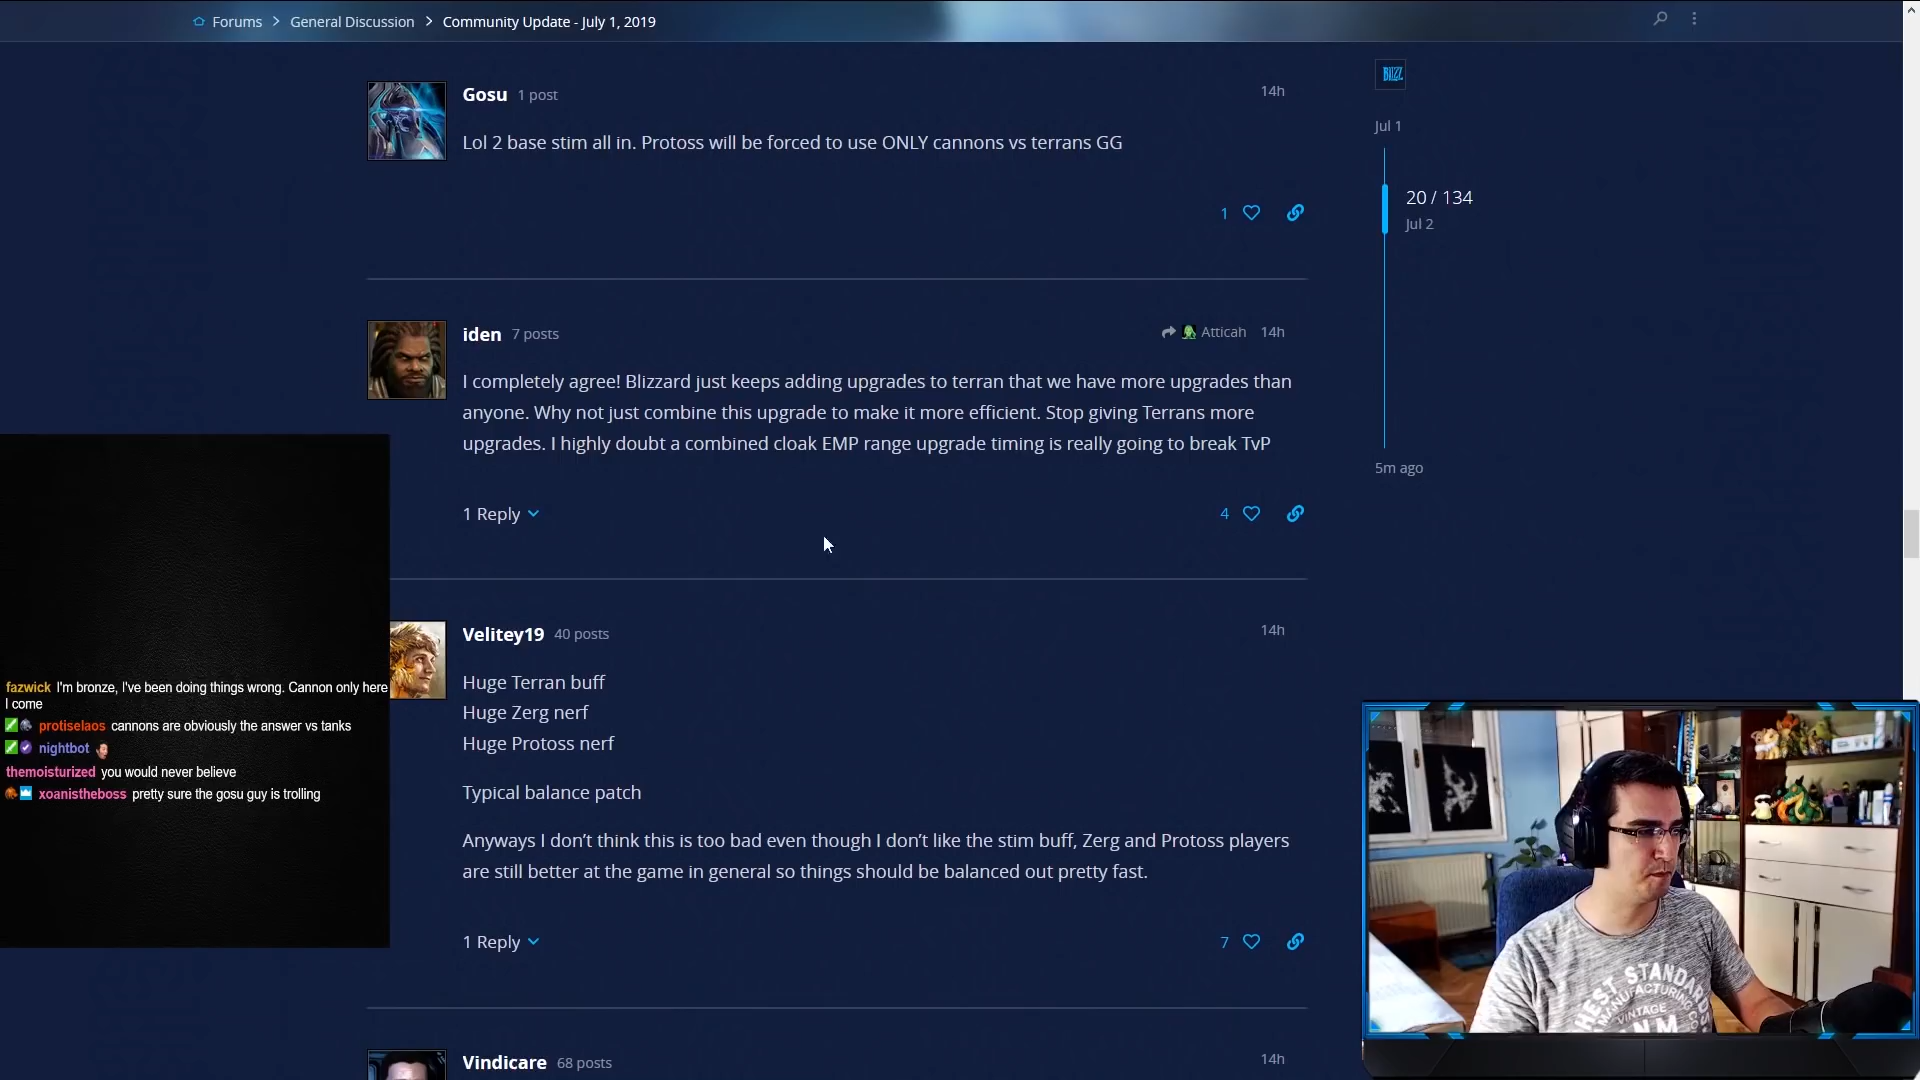 Forums > General Discussion > Community Update - July 1, 2019
Gosu 1 post 14h
Lol 2 base stim all in. Protoss will be forced to use ONLY cannons vs terrans GG
1
BLIZZ
Jul 1
20 / 134
Jul 2
5m ago
iden 7 posts Atticah 14h
I completely agree! Blizzard just keeps adding upgrades to terran that we have more upgrades than
anyone. Why not just combine this upgrade to make it more efficient. Stop giving Terrans more
upgrades. I highly doubt a combined cloak EMP range upgrade timing is really going to break TvP
1 Reply 4
Velitey19 40 posts 14h
Huge Terran buff
Huge Zerg nerf
Huge Protoss nerf
Typical balance patch
Anyways I don’t think this is too bad even though I don’t like the stim buff, Zerg and Protoss players
are still better at the game in general so things should be balanced out pretty fast.
1 Reply 7
Vindicare 68 posts 14h
fazwick I'm bronze, I've been doing things wrong. Cannon only here
I come
protiselaos cannons are obviously the answer vs tanks
nightbot
themoisturized you would never believe
xoanistheboss pretty sure the gosu guy is trolling
STANDARDS
MANUFACTURING
VINTAGE